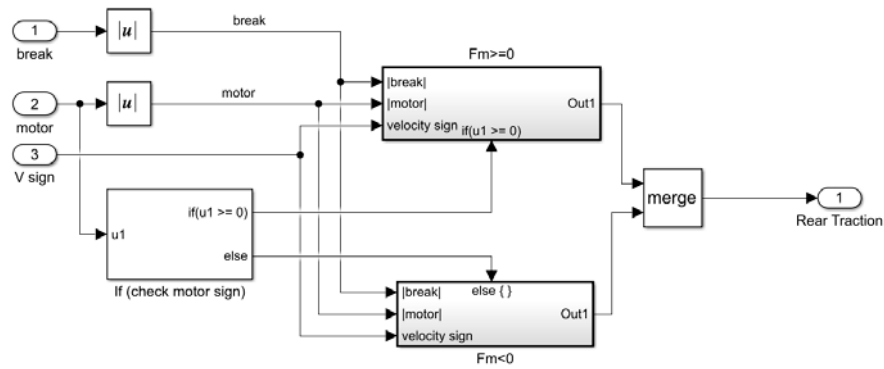 1
|u|
break
break
Fm>=0
|break|
2
|u|
motor
|motor|
Out1
motor
velocity sign
if(u1 >= 0)
3
V sign
merge
1
Rear Traction
if(u1 >= 0)
u1
else
If (check motor sign)
else { }
|break|
|motor|
Out1
velocity sign
Fm<0